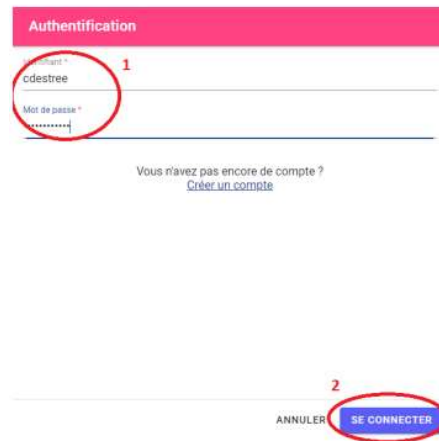 Authentification
Identifiant *
1
cdestree
Mot de passe *
•••••••••••
Vous n'avez pas encore de compte ?
Créer un compte
2
ANNULER
SE CONNECTER